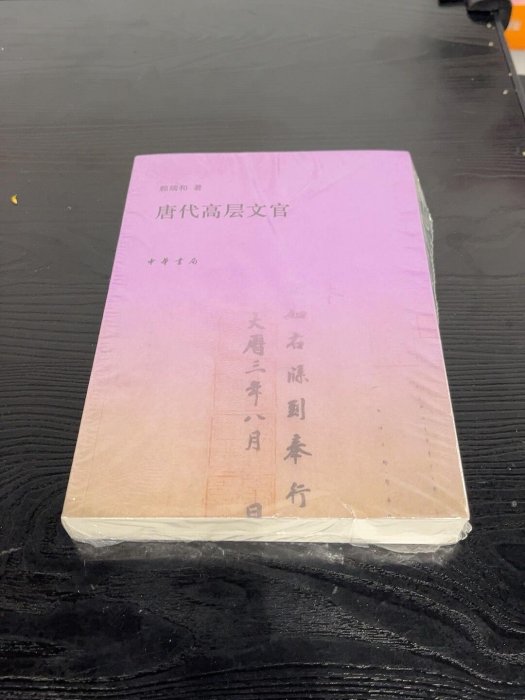 赖瑞和 著
唐代高层文官
中华书局
如右牒到奉行
大曆三年八月 日